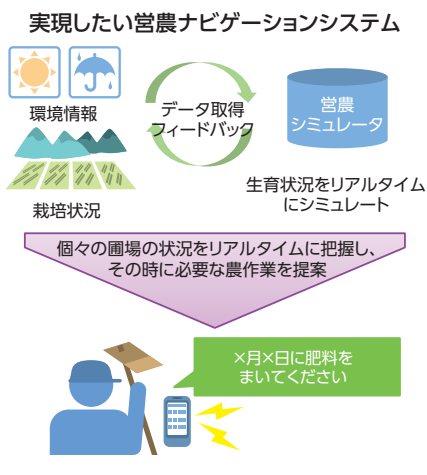 実現したい営農ナビゲーションシステム
環境情報
データ取得
フィードバック
営農
シミュレータ
栽培状況
生育状況をリアルタイム
にシミュレート
個々の圃場の状況をリアルタイムに把握し、
その時に必要な農作業を提案
×月×日に肥料を
まいてください